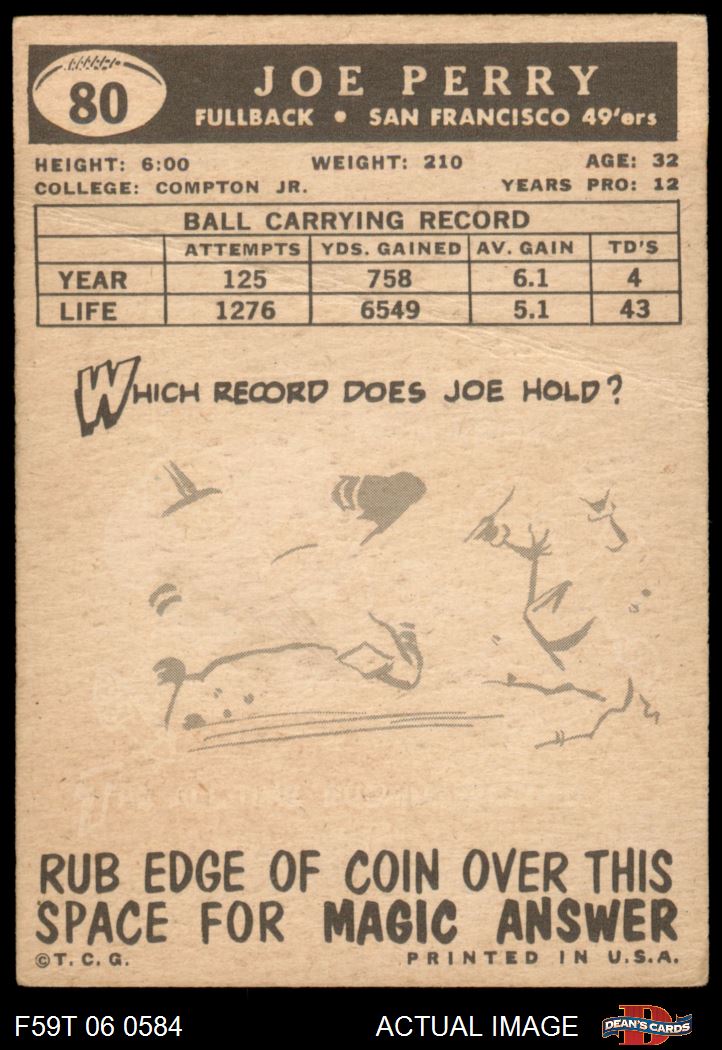 80
JOE PERRY
FULLBACK • SAN FRANCISCO 49'ers
HEIGHT: 6:00 WEIGHT: 210 AGE: 32
COLLEGE: COMPTON JR. YEARS PRO: 12
BALL CARRYING RECORD
ATTEMPTS YDS. GAINED AV. GAIN TD'S
YEAR 125 758 6.1 4
LIFE 1276 6549 5.1 43
WHICH RECORD DOES JOE HOLD?
RUB EDGE OF COIN OVER THIS
SPACE FOR MAGIC ANSWER
©T.C.G. PRINTED IN U.S.A.
F59T 06 0584 ACTUAL IMAGE D DEAN'S CARDS